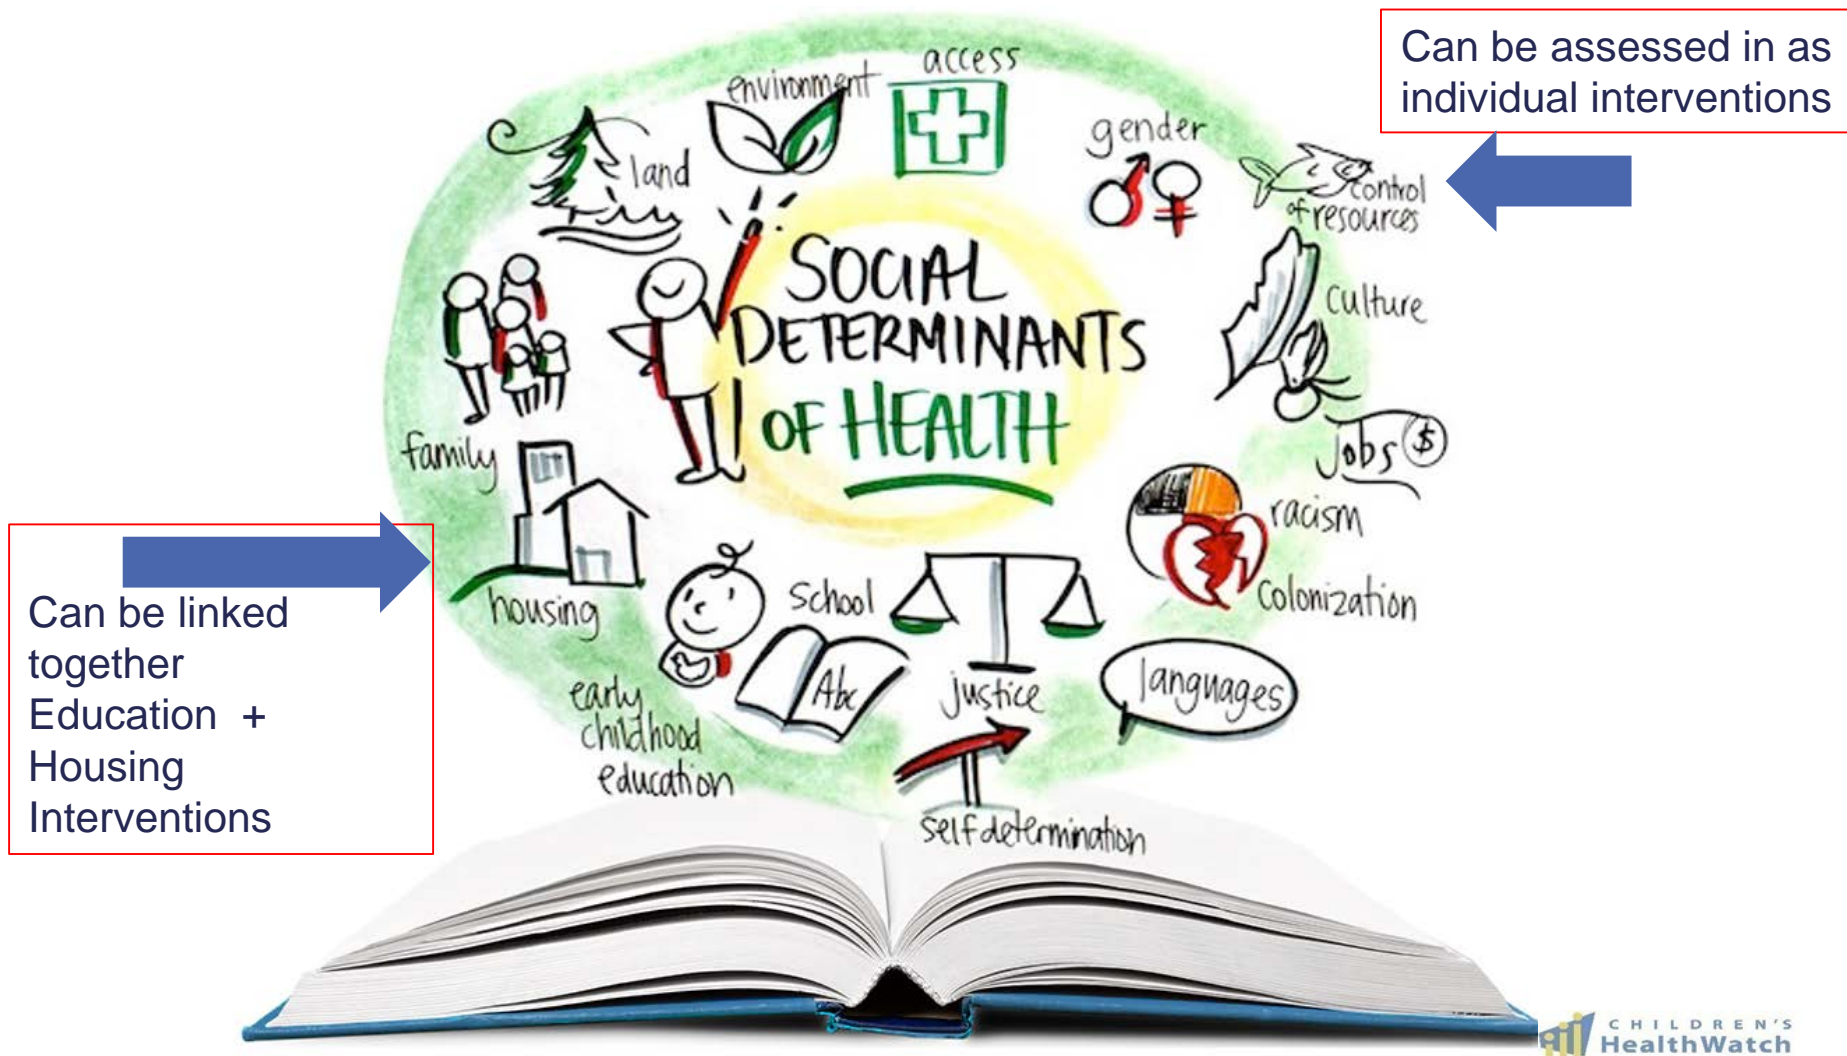 Can be assessed in as
individual interventions
access
environment
gender
land
control
of resources
SOCIAL
DETERMINANTS
OF HEALTH
culture
family
jobs $
racism
colonization
housing
school
Abc
early
childhood
education
justice
languages
self determination
Can be linked
together
Education +
Housing
Interventions
CHILDREN'S
HealthWatch